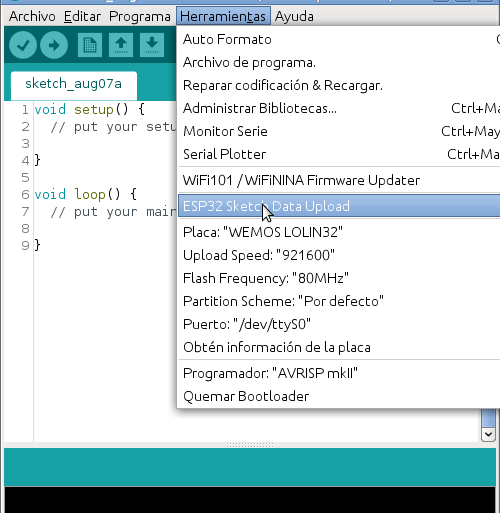 Archivo Editar Programa Herramientas Ayuda
Auto Formato
Archivo de programa.
Reparar codificación & Recargar.
Administrar Bibliotecas... Ctrl+Ma
Monitor Serie Ctrl+May
Serial Plotter Ctrl+Ma
WiFi101 / WiFiNINA Firmware Updater
ESP32 Sketch Data Upload
Placa: "WEMOS LOLIN32"
Upload Speed: "921600"
Flash Frequency: "80MHz"
Partition Scheme: "Por defecto"
Puerto: "/dev/ttyS0"
Obtén información de la placa
Programador: "AVRISP mkII"
Quemar Bootloader
sketch_aug07a
1 void setup() {
2 // put your setu
3
4 }
5
6 void loop() {
7 // put your main
8
9 }